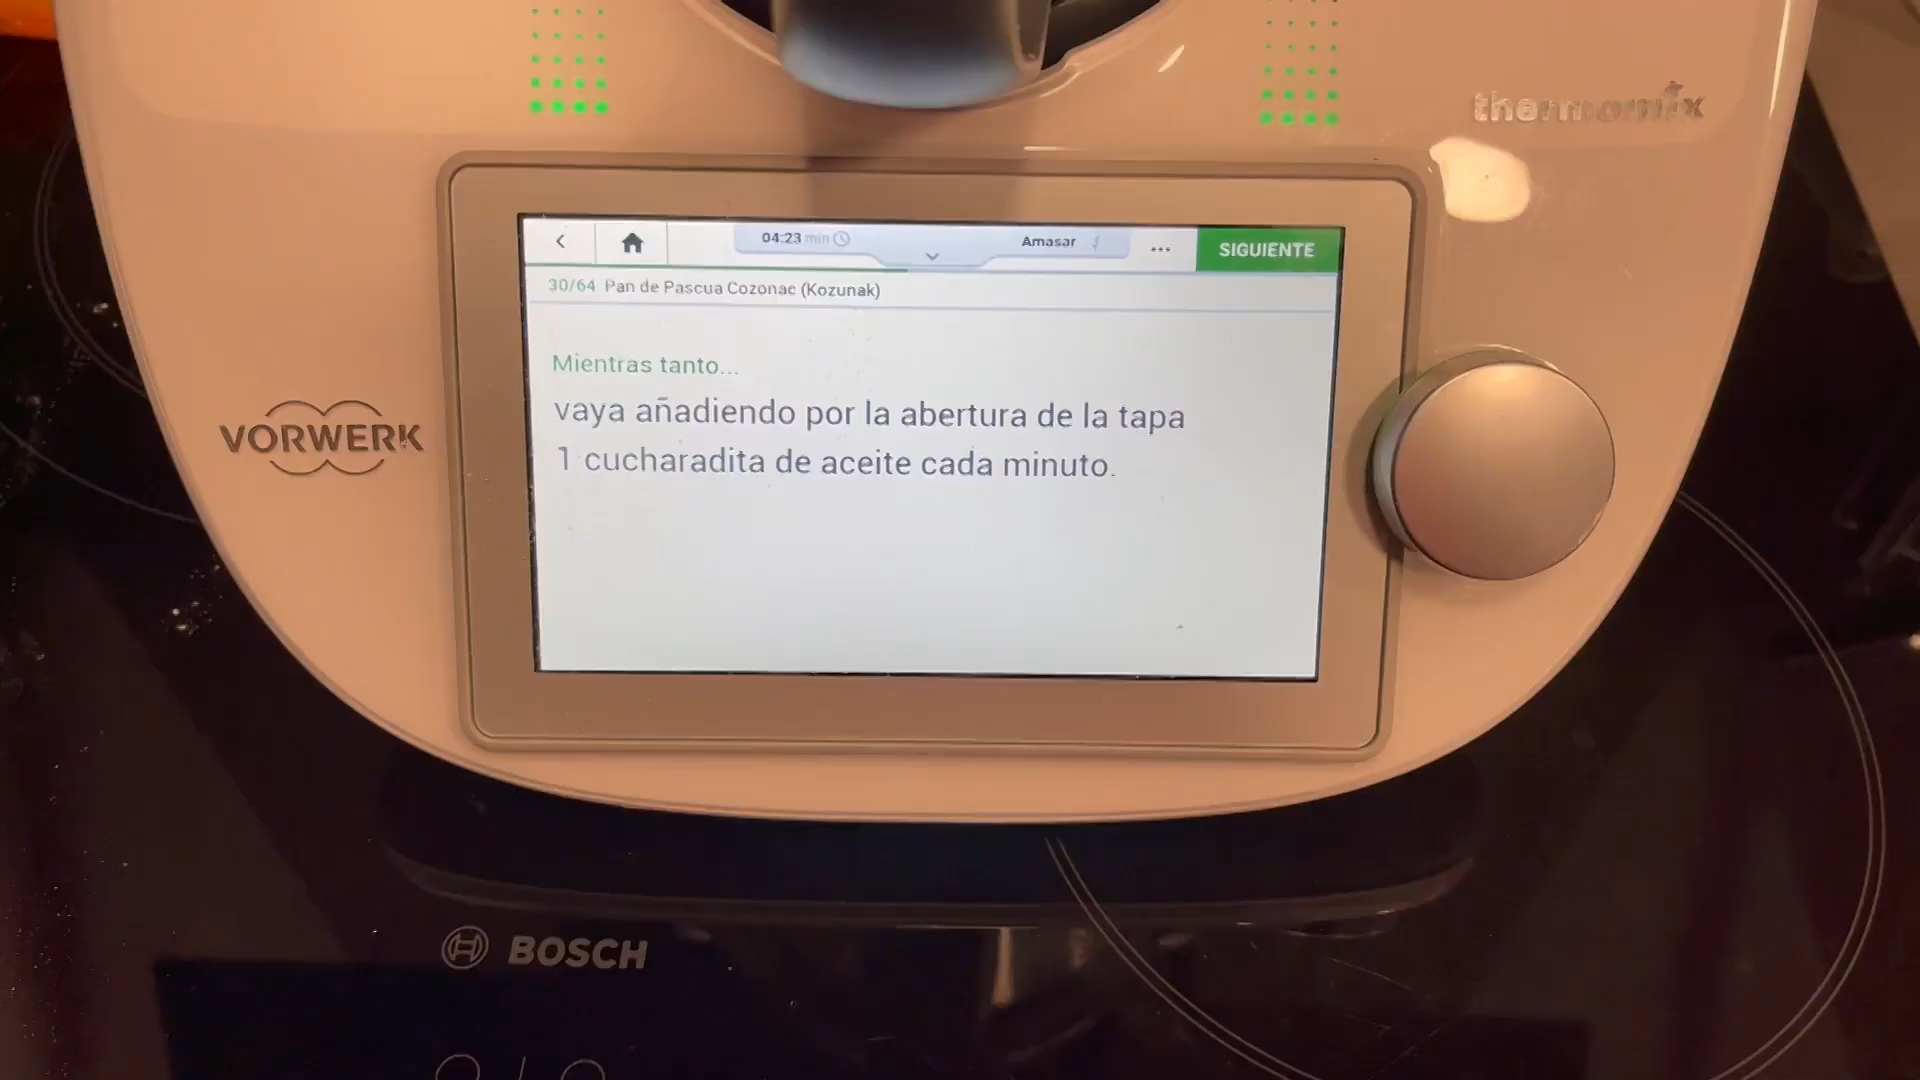 thermomix
04:23 min
Amasar
...
SIGUIENTE
30/64 Pan de Pascua Cozonac (Kozunak)
Mientras tanto...
vaya añadiendo por la abertura de la tapa
1 cucharadita de aceite cada minuto.
VORWERK
BOSCH